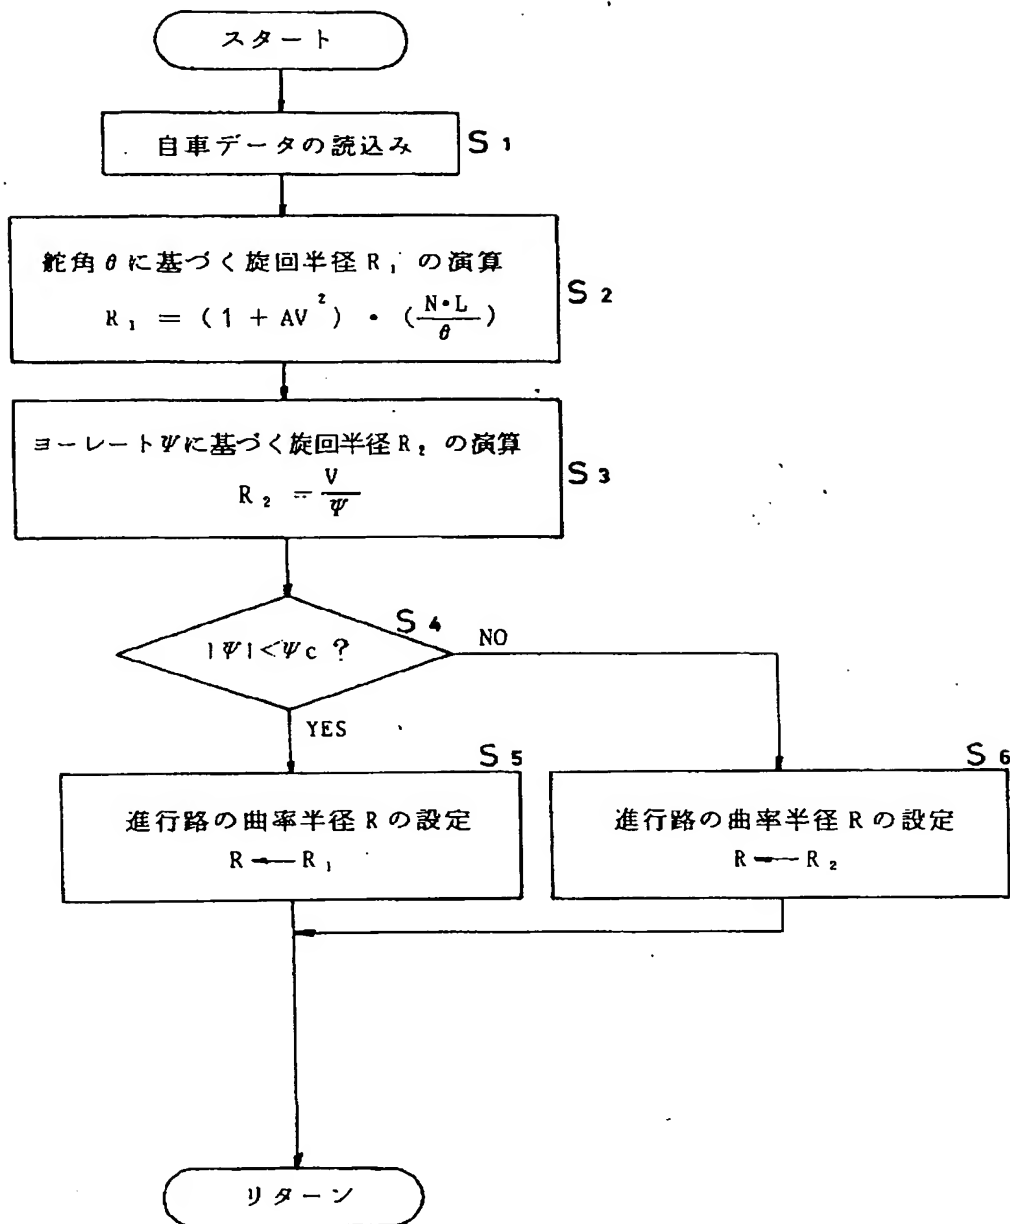 スタート
自車データの読込み S1
舵角θに基づく旋回半径R₁の演算
R₁ = (1 + AV²)・(N・L/θ)
S2
ヨーレートΨに基づく旋回半径R₂の演算
R₂ = V/Ψ
S3
S4
|Ψ|<Ψc ?
NO
YES
S5
進行路の曲率半径Rの設定
R ← R₁
S6
進行路の曲率半径Rの設定
R ← R₂
リターン